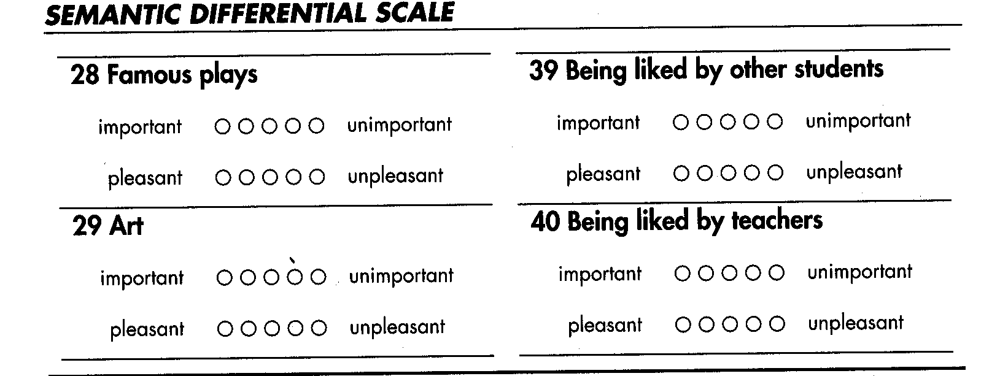 SEMANTIC DIFFERENTIAL SCALE
28 Famous plays
important ○ ○ ○ ○ ○ unimportant
pleasant ○ ○ ○ ○ ○ unpleasant
29 Art
important ○ ○ ○ ○ ○ unimportant
pleasant ○ ○ ○ ○ ○ unpleasant
39 Being liked by other students
important ○ ○ ○ ○ ○ unimportant
pleasant ○ ○ ○ ○ ○ unpleasant
40 Being liked by teachers
important ○ ○ ○ ○ ○ unimportant
pleasant ○ ○ ○ ○ ○ unpleasant